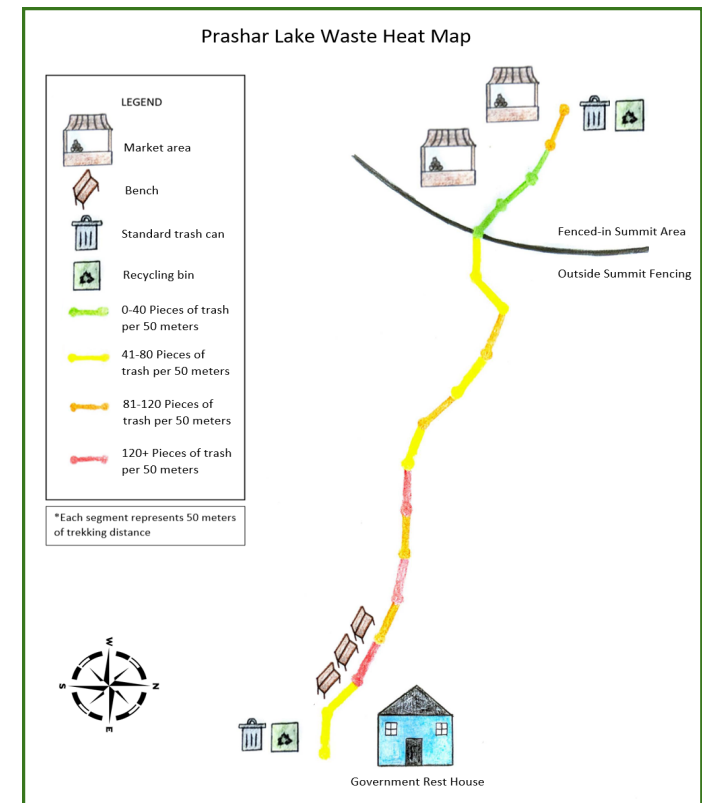 Prashar Lake Waste Heat Map
LEGEND
Market area
Bench
Standard trash can
Recycling bin
0-40 Pieces of trash
per 50 meters
41-80 Pieces of
trash per 50 meters
81-120 Pieces of
trash per 50 meters
120+ Pieces of trash
per 50 meters
*Each segment represents 50 meters
of trekking distance
Fenced-in Summit Area
Outside Summit Fencing
W
S
N
E
Government Rest House